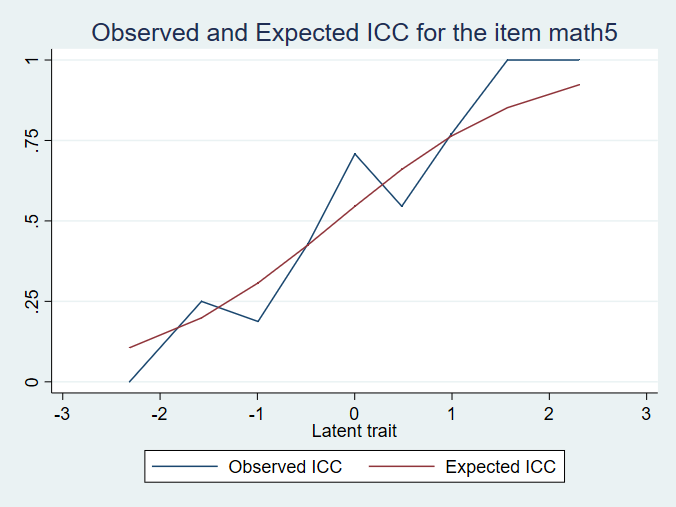 Observed and Expected ICC for the item math5
1
.75
.5
.25
0
-3 -2 -1 0 1 2 3
Latent trait
Observed ICC Expected ICC